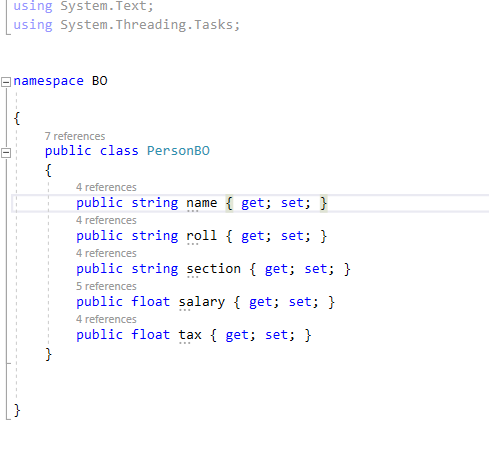 using System.Text;
using System.Threading.Tasks;
namespace BO
{
7 references
public class PersonBO
{
4 references
public string name { get; set; }
4 references
public string roll { get; set; }
4 references
public string section { get; set; }
5 references
public float salary { get; set; }
4 references
public float tax { get; set; }
}
}